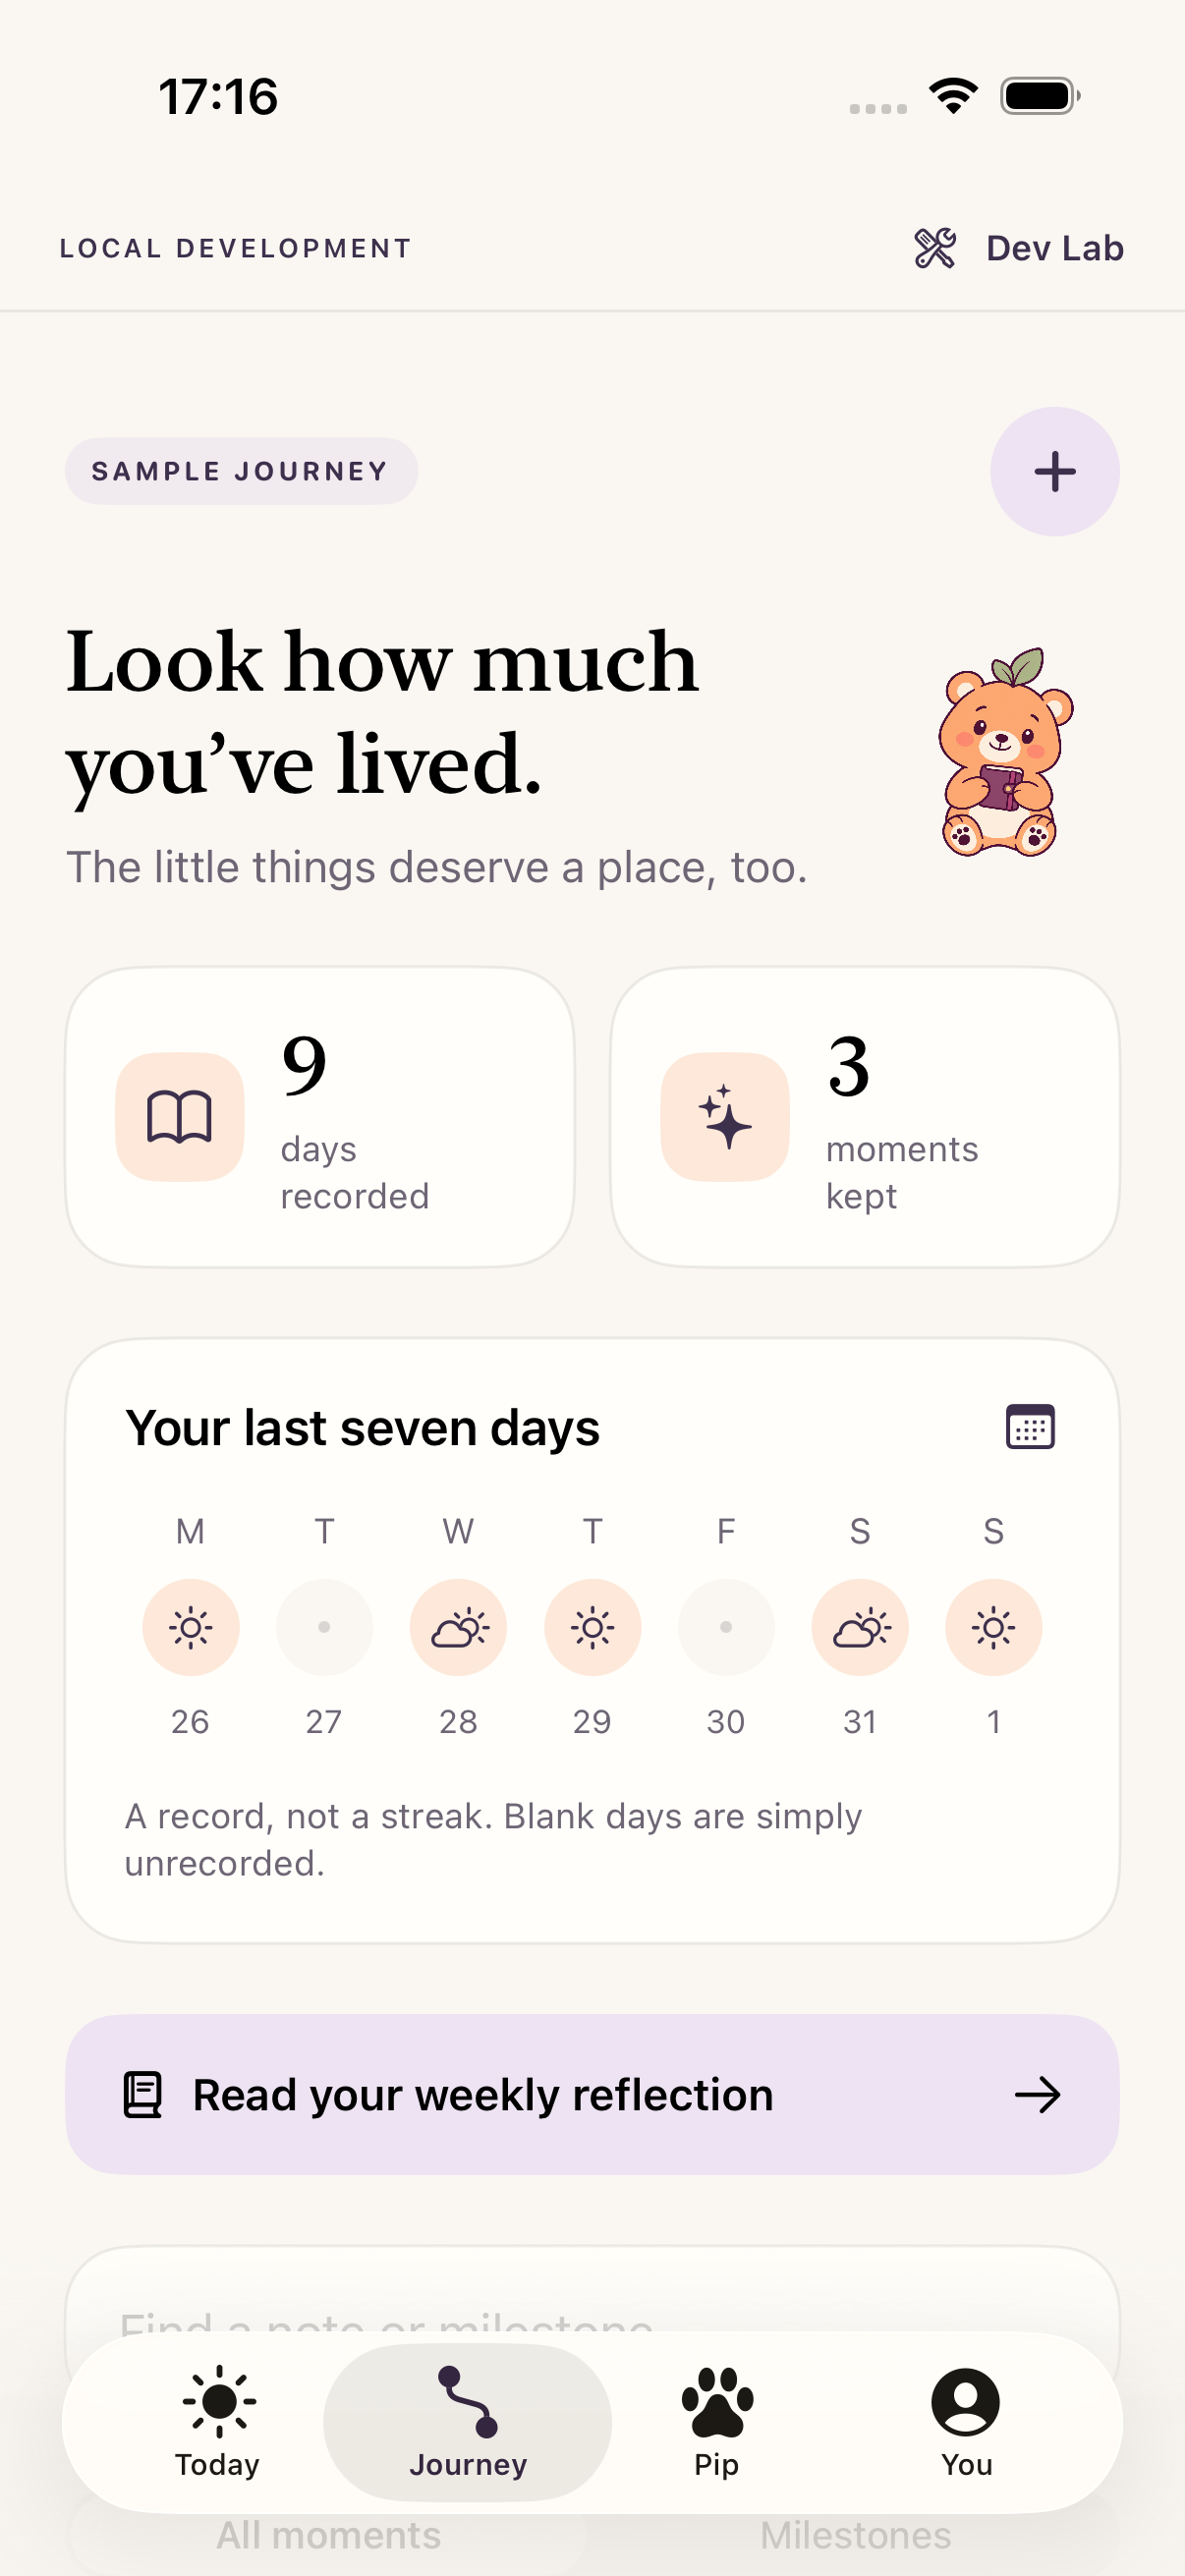 17:16
LOCAL DEVELOPMENT
Dev Lab
SAMPLE JOURNEY
Look how much
you’ve lived.
The little things deserve a place, too.
9
days
recorded
3
moments
kept
Your last seven days
M T W T F S S
26 27 28 29 30 31 1
A record, not a streak. Blank days are simply
unrecorded.
Read your weekly reflection
Find a note or milestone
Today Journey Pip You
All moments Milestones